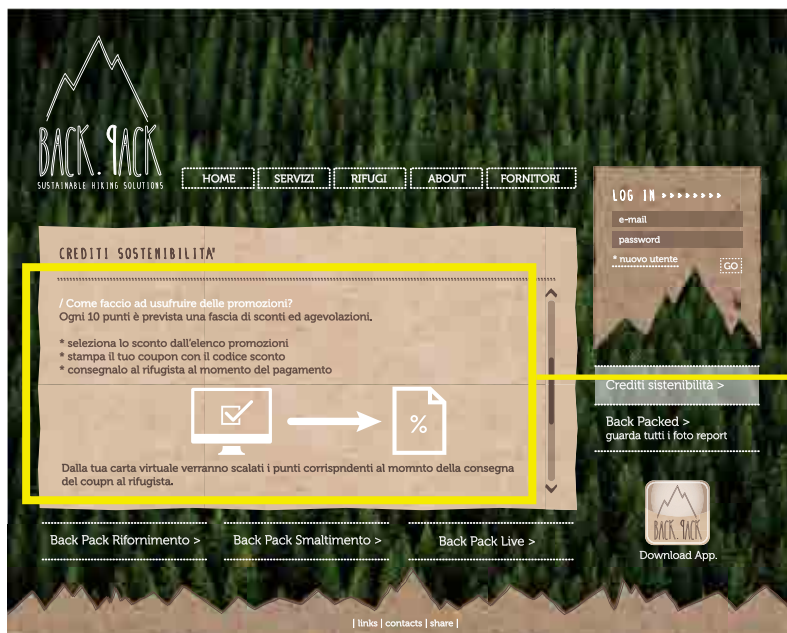 BACK.PACK
SUSTAINABLE HIKING SOLUTIONS
HOME
SERVIZI
RIFUGI
ABOUT
FORNITORI
LOG IN
e-mail
password
* nuovo utente
GO
CREDITI SOSTENIBILITA'
/ Come faccio ad usufruire delle promozioni?
Ogni 10 punti è prevista una fascia di sconti ed agevolazioni.
* seleziona lo sconto dall'elenco promozioni
* stampa il tuo coupon con il codice sconto
* consegnalo al rifugista al momento del pagamento
%
Dalla tua carta virtuale verranno scalati i punti corrispndenti al momnto della consegna
del coupn al rifugista.
Crediti sistenibilità >
Back Packed >
guarda tutti i foto report
BACK.PACK
Download App.
Back Pack Rifornimento >
Back Pack Smaltimento >
Back Pack Live >
| links | contacts | share |